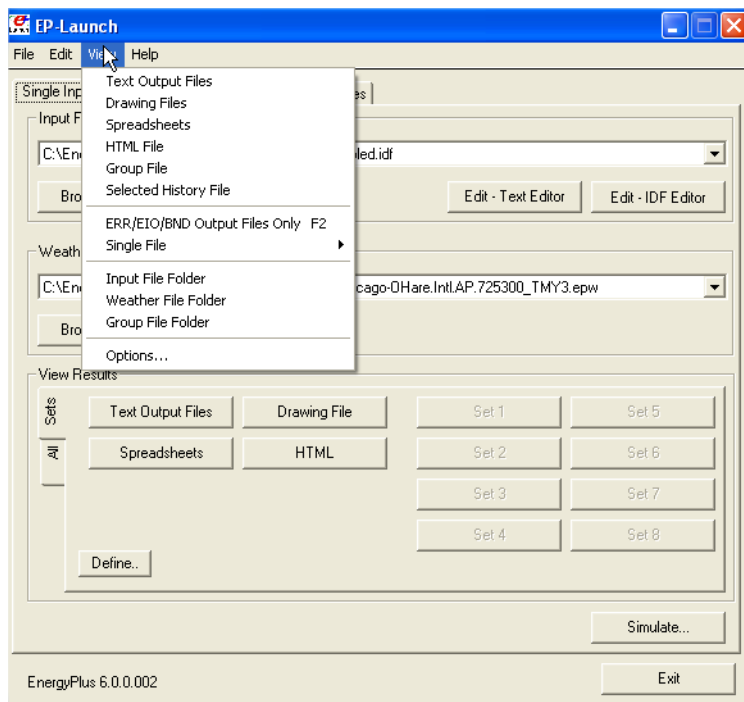 EP-Launch
File Edit View Help
Text Output Files
Drawing Files
Spreadsheets
HTML File
Group File
Selected History File
ERR/EIO/BND Output Files Only F2
Single File
Input File Folder
Weather File Folder
Group File Folder
Options...
Single Inp
Input F
C:\En
oled.idf
Bro
Edit - Text Editor
Edit - IDF Editor
Weath
C:\En
cago-OHare.Intl.AP.725300_TMY3.epw
Bro
View Results
Sets
All
Text Output Files
Drawing File
Set 1
Set 5
Spreadsheets
HTML
Set 2
Set 6
Set 3
Set 7
Set 4
Set 8
Define..
Simulate...
EnergyPlus 6.0.0.002
Exit